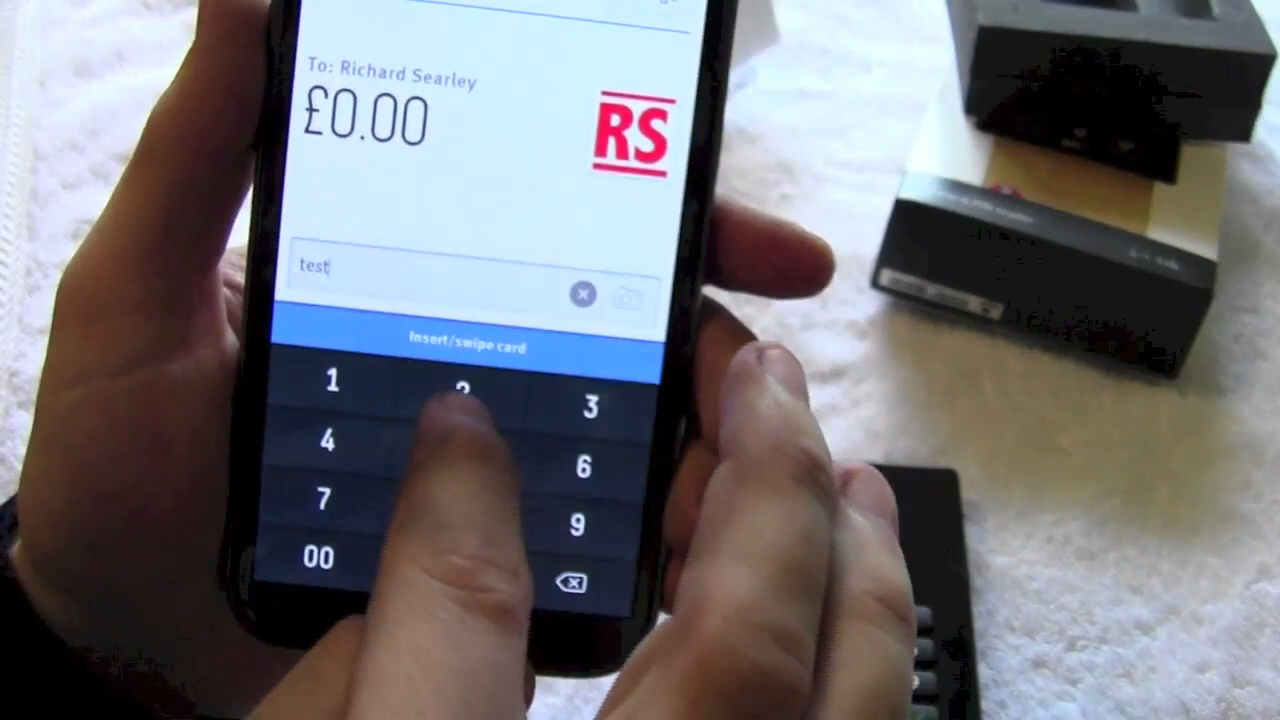 To: Richard Searley
£0.00
RS
test
Insert/swipe card
1 2 3
4 6
7 9
00